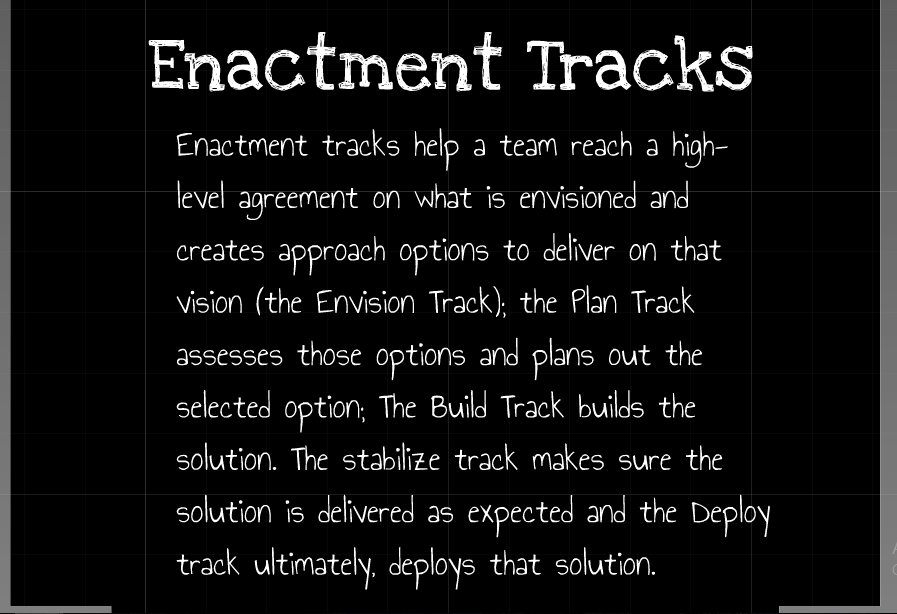 Enactment Tracks
Enactment tracks help a team reach a high-
level agreement on what is envisioned and
creates approach options to deliver on that
vision (the Envision Track); the Plan Track
assesses those options and plans out the
selected option; The Build Track builds the
solution. The stabilize track makes sure the
solution is delivered as expected and the Deploy
track ultimately, deploys that solution.